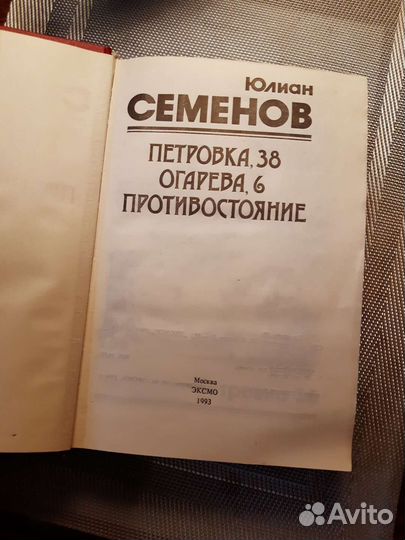 Юлиан
СЕМЕНОВ
ПЕТРОВКА, 38
ОГАРЕВА, 6
ПРОТИВОСТОЯНИЕ
Москва
ЭКСМО
1993
Avito